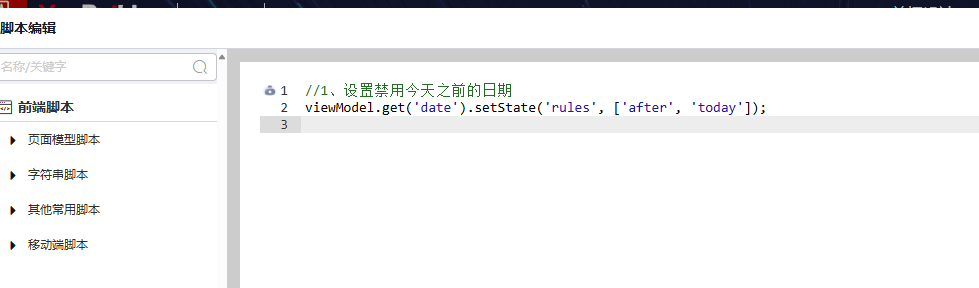 脚本编辑
名称/关键字
前端脚本
页面模型脚本
字符串脚本
其他常用脚本
移动端脚本
1 //1、设置禁用今天之前的日期
2 viewModel.get('date').setState('rules', ['after', 'today']);
3